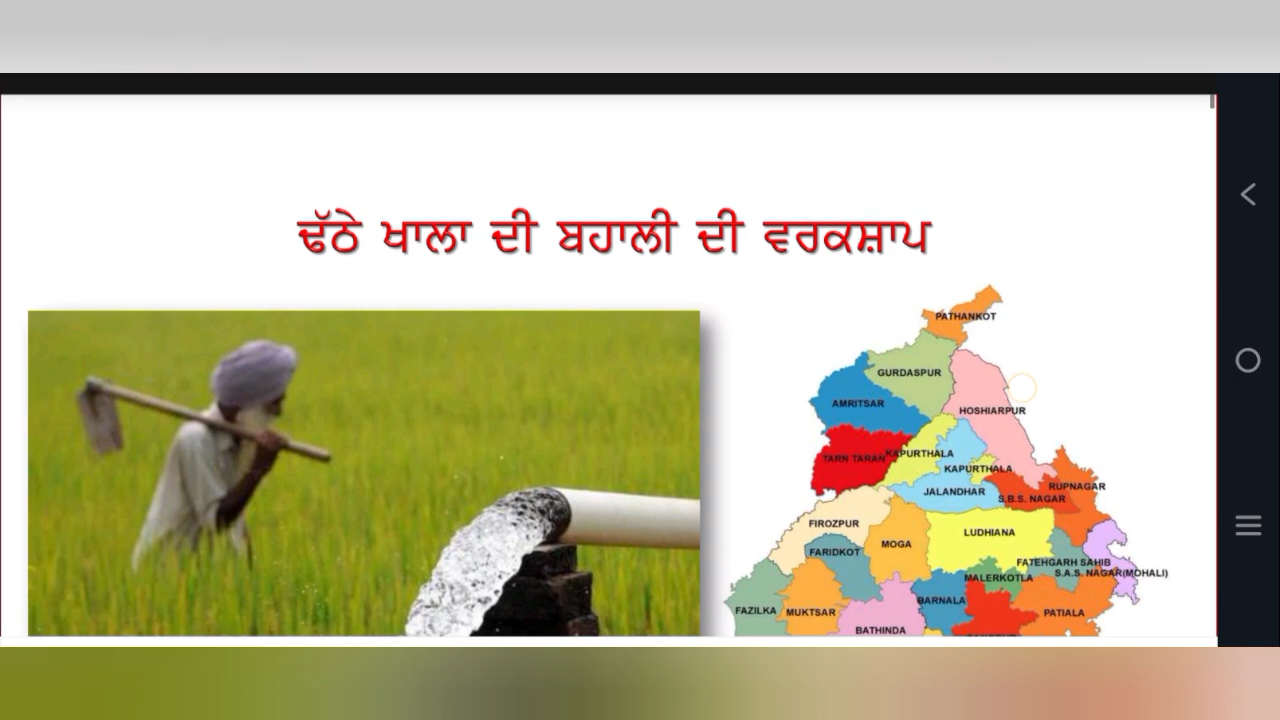 ਢੱਠੇ ਖਾਲਾ ਦੀ ਬਹਾਲੀ ਦੀ ਵਰਕਸ਼ਾਪ
PATHANKOT
GURDASPUR
AMRITSAR
HOSHIARPUR
TARN TARAN
KAPURTHALA
KAPURTHALA
JALANDHAR
S.B.S. NAGAR
RUPNAGAR
FIROZPUR
LUDHIANA
MOGA
FARIDKOT
FATEHGARH SAHIB
S.A.S. NAGAR(MOHALI)
MALERKOTLA
BARNALA
FAZILKA
MUKTSAR
PATIALA
BATHINDA